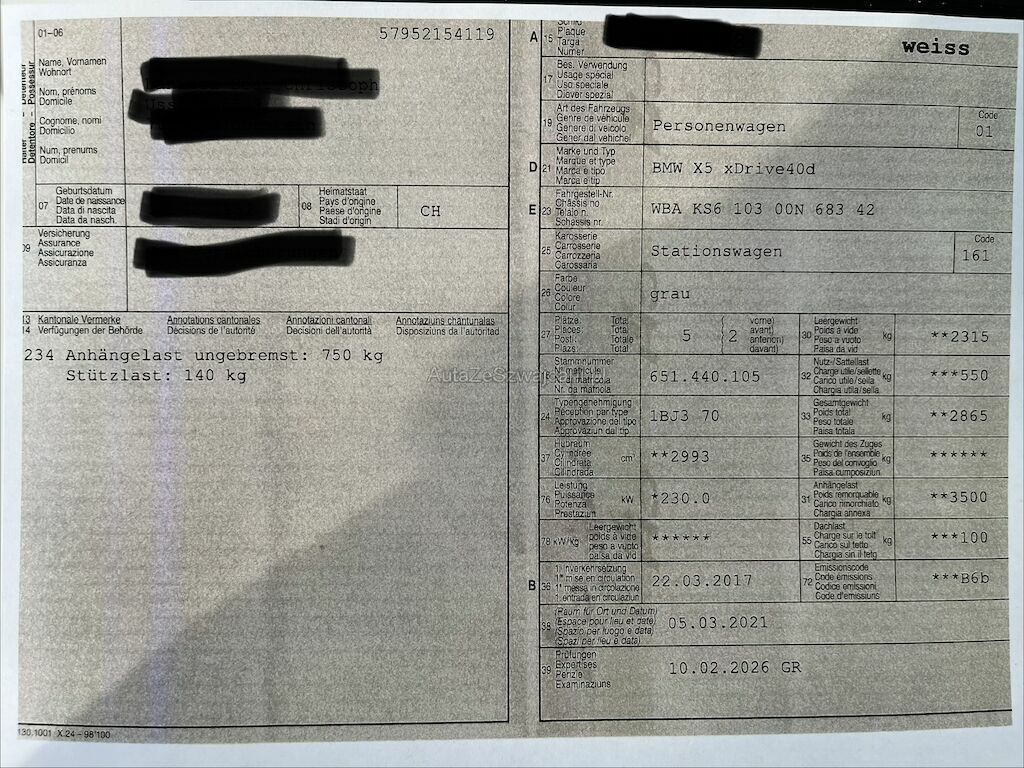 01-06
57952154119
Name, Vornamen
Wohnort
Nom, prénoms
Domicile
Cognome, nomi
Domicilio
Num, prenums
Domicil
Detentore - Possessur
07
Geburtsdatum
Date de naissance
Data di nascita
Data da nasch.
08
Heimatstaat
Pays d'origine
Paese d'origine
Stadi d'origin
CH
09
Versicherung
Assurance
Assicurazione
Assicuranza
13 Kantonale Vermerke
14 Verfügungen der Behörde
Annotations cantonales
Décisions de l'autorité
Annotazioni cantonali
Decisioni dell'autorità
Annotaziuns chantunalas
Disposiziuns da l'autoritad
234 Anhängelast ungebremst: 750 kg
Stützlast: 140 kg
130.1001 X.24 - 98'100
A 15
Schild
Plaque
Targa
Numer
weiss
17
Bes. Verwendung
Usage spécial
Uso speciale
Diever spezial
19
Art des Fahrzeugs
Genre de véhicule
Genere di veicolo
Gener dal vehichel
Personenwagen
Code
01
D 21
Marke und Typ
Marque et type
Marca e tipo
Marca e tip
BMW X5 xDrive40d
E 23
Fahrgestell-Nr.
Châssis no
Telaio n.
Schassis nr.
WBA KS6 103 00N 683 42
25
Karosserie
Carrosserie
Carrozzeria
Carossaria
Stationswagen
Code
161
26
Farbe
Couleur
Colore
Colur
grau
27
Plätze Total
Places Total
Posti Totale
Plazs Total
5
2
vorne)
avant)
anteriori)
davant)
30
Leergewicht
Poids à vide
Peso a vuoto
Paisa da vid
kg
**2315
Stammnummer
N° matricule
N. di matricola
Nr. da matricla
651.440.105
32
Nutz-/Sattellast
Charge utile/sellette
Carico utile/sella
Chargia utila/sella
kg
***550
24
Typengenehmigung
Réception par type
Approvazione del tipo
Approvaziun dal tip
1BJ3 70
33
Gesamtgewicht
Poids total
Peso totale
Paisa totala
kg
**2865
37
Hubraum
Cylindrée
Cilindrata
Cilindrada
cm³
**2993
35
Gewicht des Zuges
Poids de l'ensemble
Peso del convoglio
Paisa cumposiziun
kg
******
76
Leistung
Puissance
Potenza
Prestaziun
kW
*230.0
31
Anhängelast
Poids remorquable
Carico rimorchiato
Chargia annexa
kg
**3500
78 kW/kg
Leergewicht
poids à vide
peso a vuoto
paisa da vid
******
55
Dachlast
Charge sur le toit
Carico sul tetto
Chargia sin il tetg
kg
***100
B 36
1. Inverkehrsetzung
1re mise en circulation
1a messa in circolazione
1. entrada en circulaziun
22.03.2017
72
Emissionscode
Code émissions
Codice emissioni
Code d'emissiuns
***B6b
38
(Raum für Ort und Datum)
(Espace pour lieu et date)
(Spazio per luogo e data)
(Spazi per lieu e data)
05.03.2021
39
Prüfungen
Expertises
Perizie
Examinaziuns
10.02.2026 GR